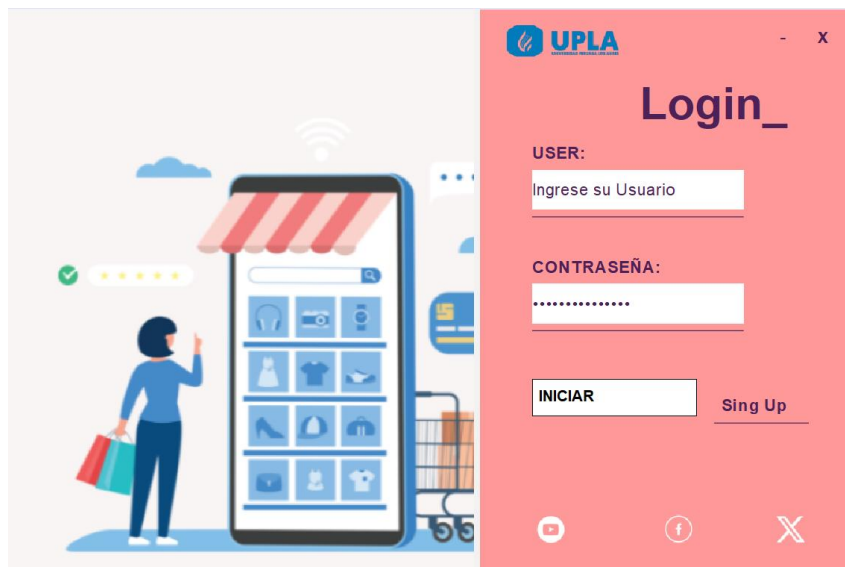 UPLA
- X
Login_
USER:
Ingrese su Usuario
CONTRASEÑA:
•••••••••••••••
INICIAR
Sing Up